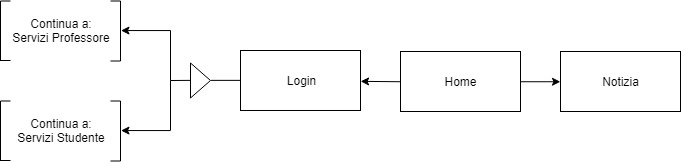 Continua a:
Servizi Professore
Login
Home
Notizia
Continua a:
Servizi Studente